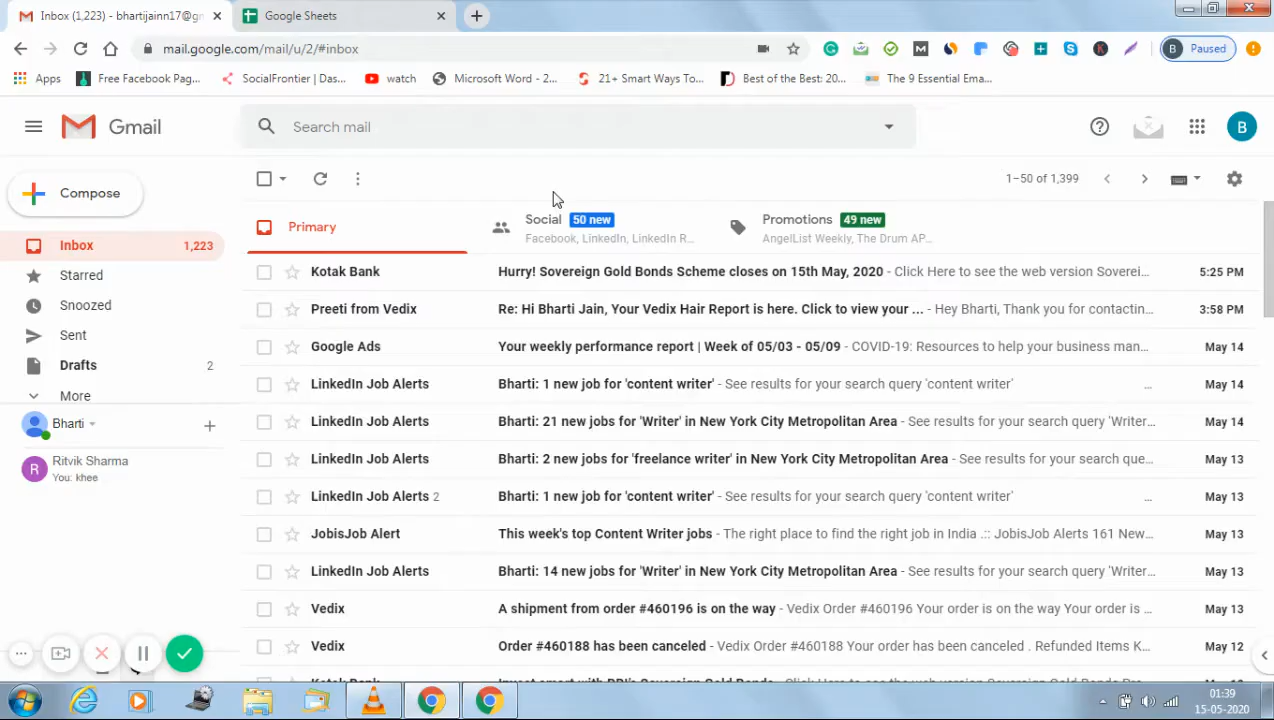 Inbox (1,223) - bhartijainn17@gm
Google Sheets
mail.google.com/mail/u/2/#inbox
B Paused
Apps
Free Facebook Pag...
SocialFrontier | Das...
watch
Microsoft Word - 2...
21+ Smart Ways To...
Best of the Best: 20...
The 9 Essential Ema...
Gmail
Search mail
B
Compose
1–50 of 1,399
Inbox 1,223
Starred
Snoozed
Sent
Drafts 2
More
Bharti
R Ritvik Sharma
You: khee
Primary
Social 50 new
Facebook, LinkedIn, LinkedIn R...
Promotions 49 new
AngelList Weekly, The Drum AP...
Kotak Bank Hurry! Sovereign Gold Bonds Scheme closes on 15th May, 2020 - Click Here to see the web version Soverei... 5:25 PM
Preeti from Vedix Re: Hi Bharti Jain, Your Vedix Hair Report is here. Click to view your ... - Hey Bharti, Thank you for contactin... 3:58 PM
Google Ads Your weekly performance report | Week of 05/03 - 05/09 - COVID-19: Resources to help your business man... May 14
LinkedIn Job Alerts Bharti: 1 new job for 'content writer' - See results for your search query 'content writer' ... May 14
LinkedIn Job Alerts Bharti: 21 new jobs for 'Writer' in New York City Metropolitan Area - See results for your search query 'Writer... May 14
LinkedIn Job Alerts Bharti: 2 new jobs for 'freelance writer' in New York City Metropolitan Area - See results for your search que... May 13
LinkedIn Job Alerts 2 Bharti: 1 new job for 'content writer' - See results for your search query 'content writer' ... May 13
JobisJob Alert This week's top Content Writer jobs - The right place to find the right job in India .:: JobisJob Alerts 161 New... May 13
LinkedIn Job Alerts Bharti: 14 new jobs for 'Writer' in New York City Metropolitan Area - See results for your search query 'Writer... May 13
Vedix A shipment from order #460196 is on the way - Vedix Order #460196 Your order is on the way Your order is ... May 13
Vedix Order #460188 has been canceled - Vedix Order #460188 Your order has been canceled . Refunded Items K... May 12
01:39
15-05-2020